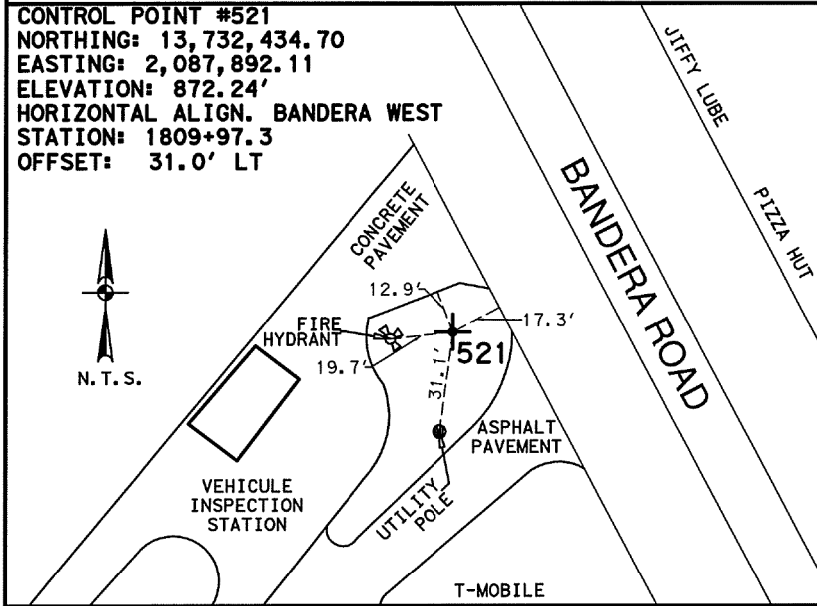 CONTROL POINT #521
NORTHING: 13,732,434.70
EASTING: 2,087,892.11
ELEVATION: 872.24'
HORIZONTAL ALIGN. BANDERA WEST
STATION: 1809+97.3
OFFSET: 31.0' LT
JIFFY LUBE
PIZZA HUT
BANDERA ROAD
CONCRETE
PAVEMENT
12.9'
17.3'
FIRE
HYDRANT
19.7'
521
31.1'
N.T.S.
ASPHALT
PAVEMENT
VEHICULE
INSPECTION
STATION
UTILITY
POLE
T-MOBILE